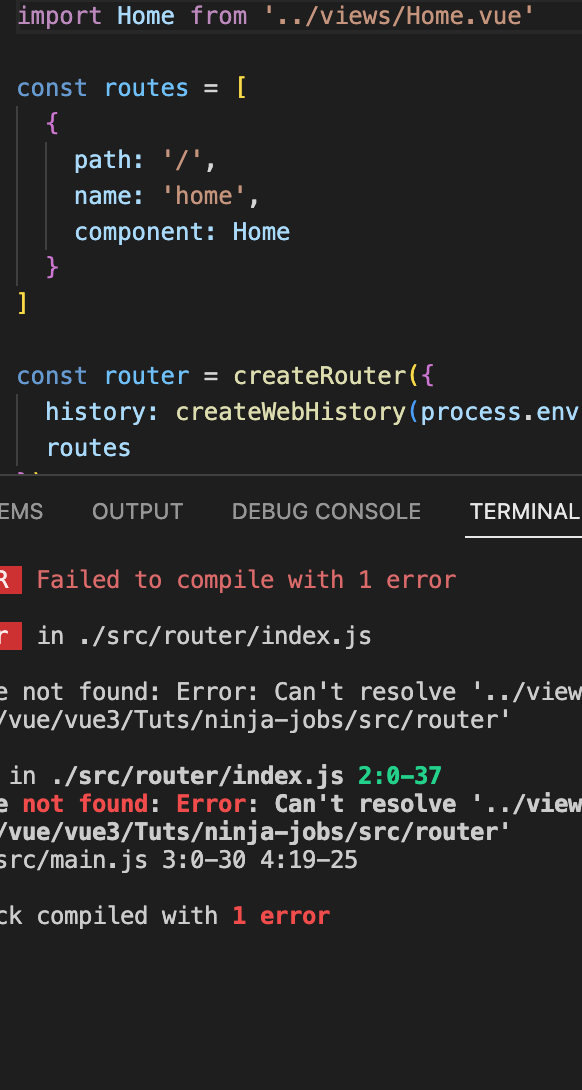 import Home from '../views/Home.vue'
const routes = [
{
path: '/',
name: 'home',
component: Home
}
]
const router = createRouter({
history: createWebHistory(process.env
routes
EMS OUTPUT DEBUG CONSOLE TERMINAL
R Failed to compile with 1 error
r in ./src/router/index.js
e not found: Error: Can't resolve '../view
/vue/vue3/Tuts/ninja-jobs/src/router'
in ./src/router/index.js 2:0-37
e not found: Error: Can't resolve '../view
/vue/vue3/Tuts/ninja-jobs/src/router'
src/main.js 3:0-30 4:19-25
ck compiled with 1 error